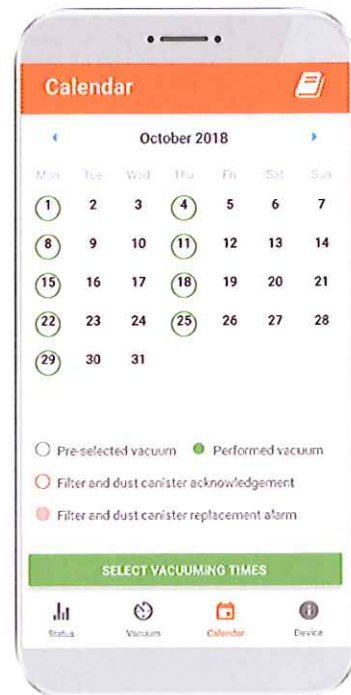 Calendar
October 2018
Mon Tue Wed Thu Fri Sat Sun
1 2 3 4 5 6 7
8 9 10 11 12 13 14
15 16 17 18 19 20 21
22 23 24 25 26 27 28
29 30 31
Pre-selected vacuum Performed vacuum
Filter and dust canister acknowledgement
Filter and dust canister replacement alarm
SELECT VACUUMING TIMES
Status Vacuum Calendar Device